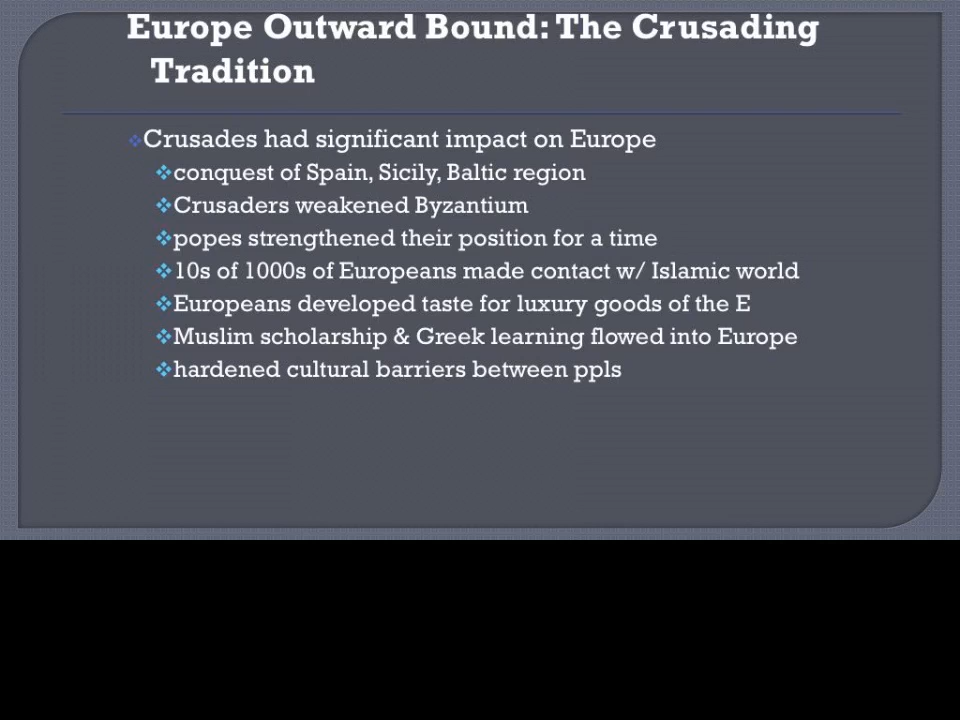 Europe Outward Bound: The Crusading
Tradition
❖Crusades had significant impact on Europe
❖conquest of Spain, Sicily, Baltic region
❖Crusaders weakened Byzantium
❖popes strengthened their position for a time
❖10s of 1000s of Europeans made contact w/ Islamic world
❖Europeans developed taste for luxury goods of the E
❖Muslim scholarship & Greek learning flowed into Europe
❖hardened cultural barriers between ppls